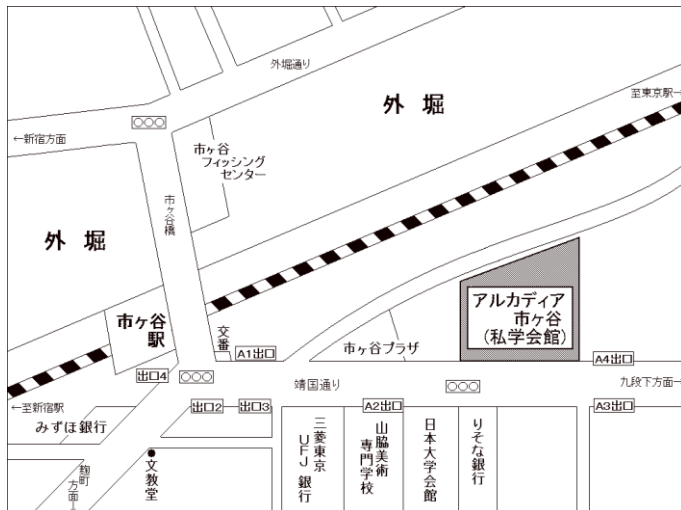 外堀通り
外 堀
至東京駅→
○○○
←新宿方面
市ヶ谷
フィッシング
センター
市ヶ谷橋
外 堀
アルカディア
市ヶ谷
(私学会館)
市ヶ谷
駅
交番
A1出口
市ヶ谷プラザ
A4出口
出口4
○○○
靖国通り
○○○
九段下方面→
←至新宿駅
出口2
出口3
A2出口
A3出口
みずほ銀行
三菱東京
UFJ 銀行
山脇美術
専門学校
日本大学会館
りそな銀行
麹町
方面→
●文教堂